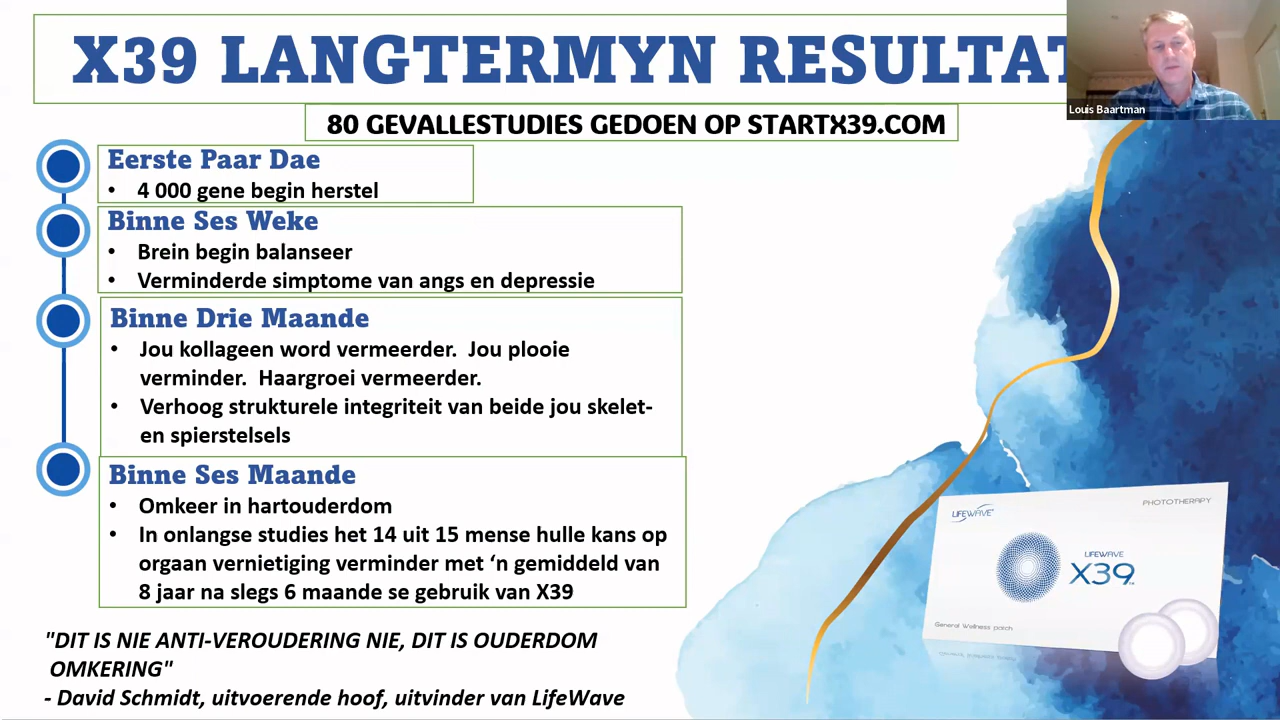 X39 LANGTERMYN RESULTAT
Louis Baartman
80 GEVALLESTUDIES GEDOEN OP STARTX39.COM
Eerste Paar Dae
• 4 000 gene begin herstel
Binne Ses Weke
• Brein begin balanseer
• Verminderde simptome van angs en depressie
Binne Drie Maande
• Jou kollageen word vermeerder. Jou plooie
verminder. Haargroei vermeerder.
• Verhoog strukturele integriteit van beide jou skelet-
en spierstelsels
Binne Ses Maande
• Omkeer in hartouderdom
• In onlangse studies het 14 uit 15 mense hulle kans op
orgaan vernietiging verminder met ‘n gemiddeld van
8 jaar na slegs 6 maande se gebruik van X39
"DIT IS NIE ANTI-VEROUDERING NIE, DIT IS OUDERDOM
OMKERING"
- David Schmidt, uitvoerende hoof, uitvinder van LifeWave
LIFEWAVE
PHOTOTHERAPY
LIFEWAVE
X39
General Wellness patch